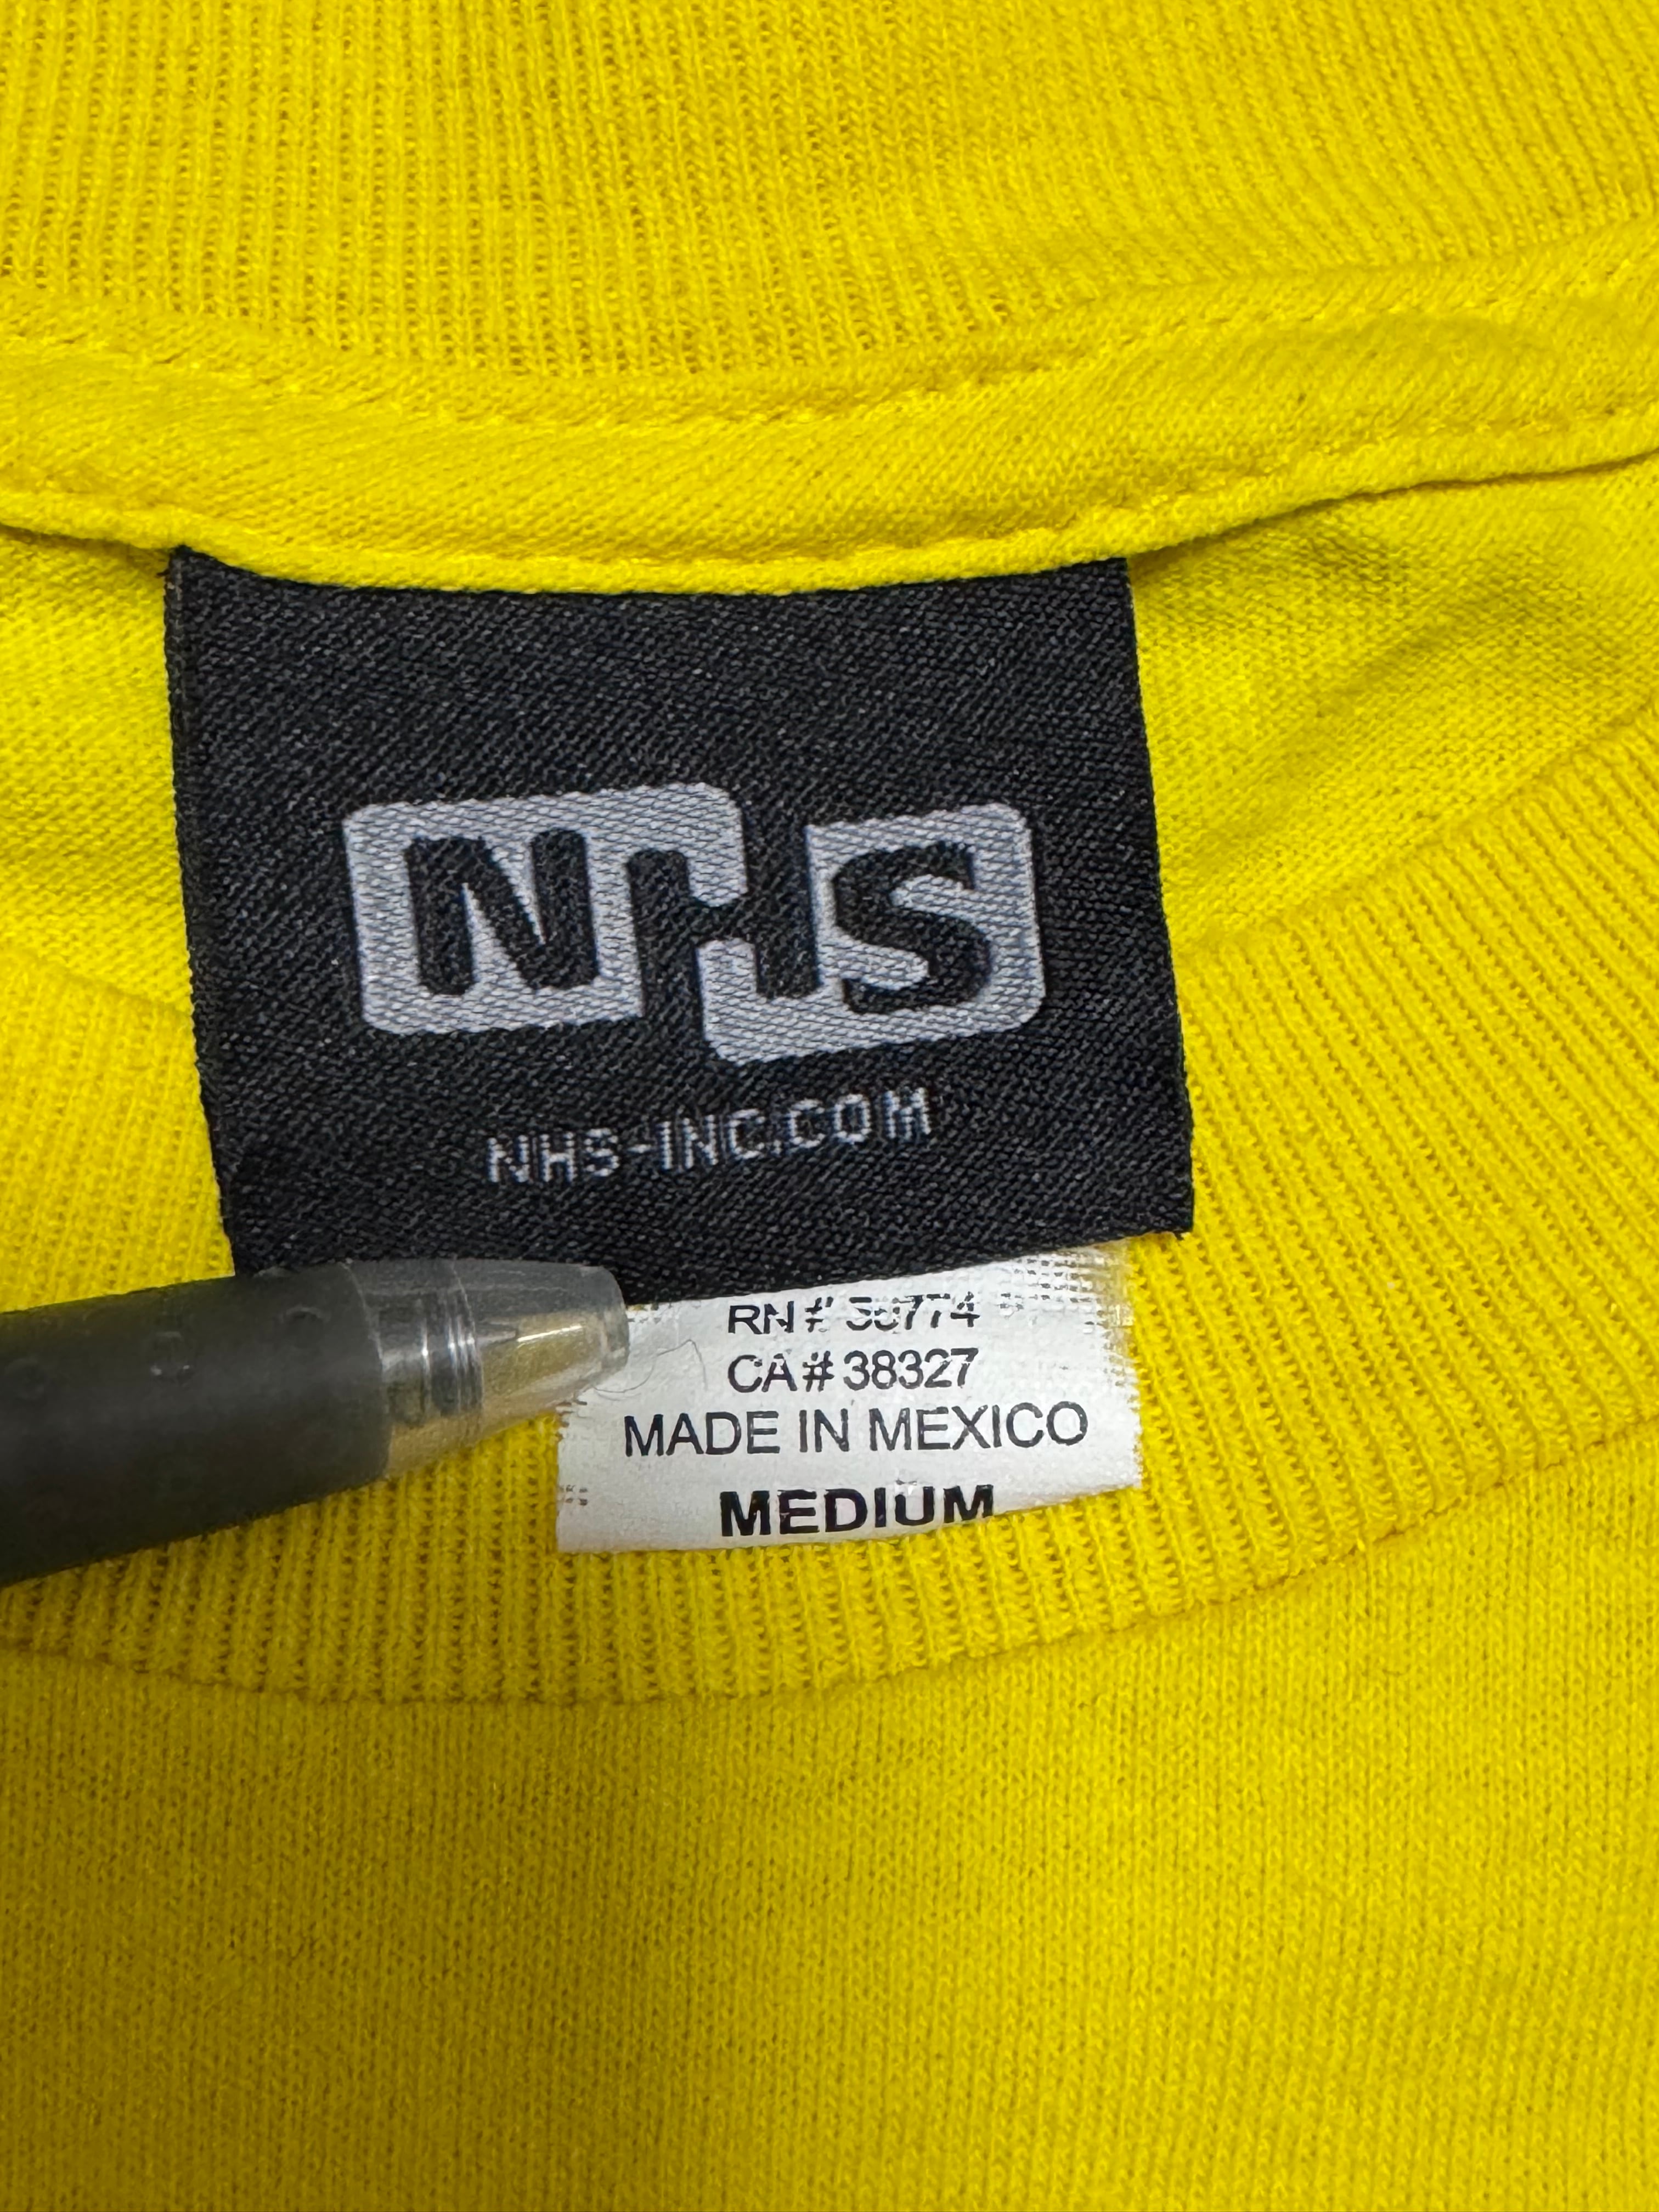 NHS
NHS-INC.COM
RN#
CA# 38327
MADE IN MEXICO
MEDIUM